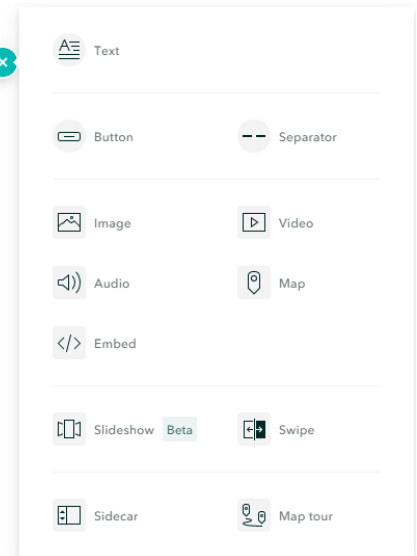 Text
Button
Separator
Image
Video
Audio
Map
Embed
Slideshow Beta
Swipe
Sidecar
Map tour